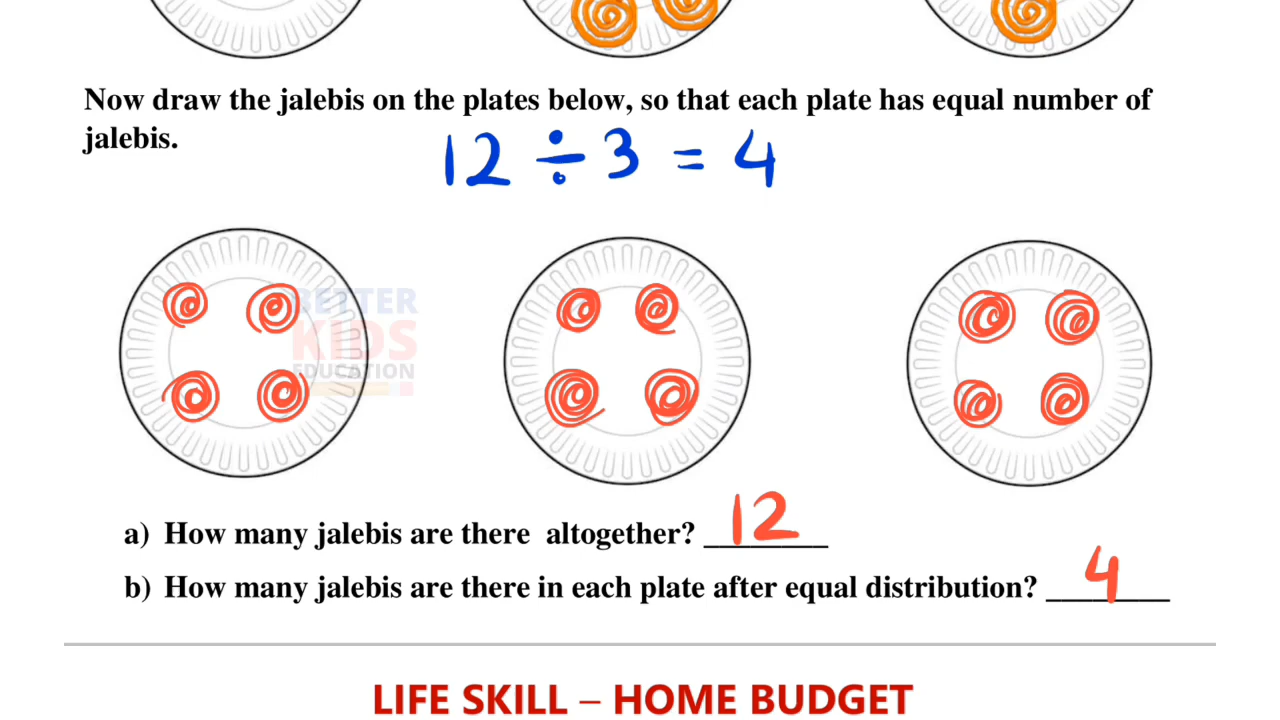 Now draw the jalebis on the plates below, so that each plate has equal number of
jalebis.
12 ÷ 3 = 4
BETTER
KIDS
EDUCATION
a) How many jalebis are there altogether? 12
b) How many jalebis are there in each plate after equal distribution? 4
LIFE SKILL – HOME BUDGET